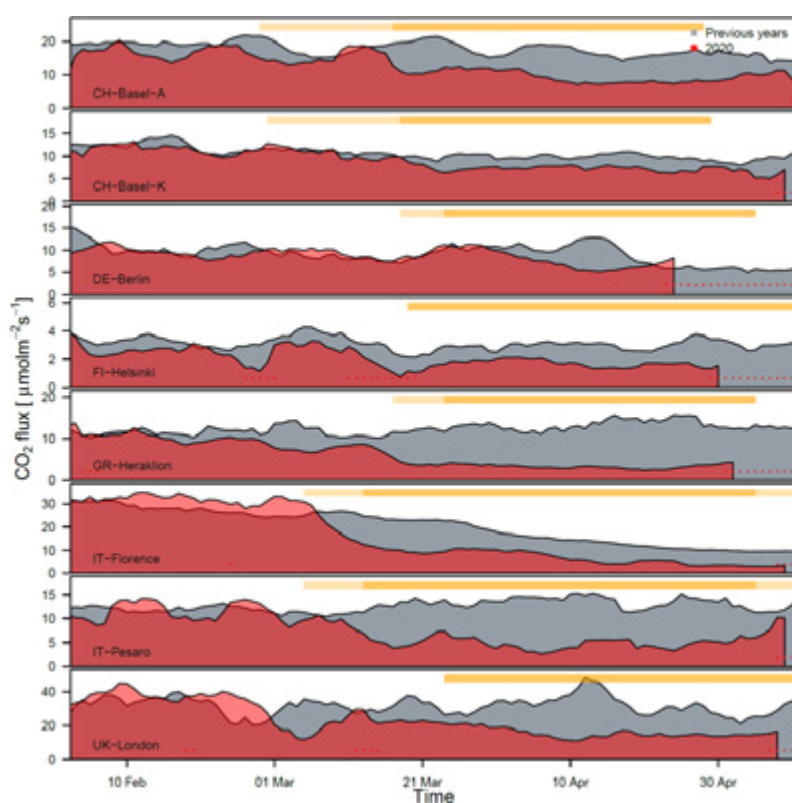 Previous years
2020
20
10
0
CH-Basel-A
15
10
5
0
CH-Basel-K
20
15
10
5
0
DE-Berlin
6
4
2
0
FI-Helsinki
20
10
0
GR-Heraklion
30
20
10
0
IT-Florence
15
10
5
0
IT-Pesaro
40
20
0
UK-London
CO₂ flux [ μmolm⁻²s⁻¹]
10 Feb 01 Mar 21 Mar 10 Apr 30 Apr
Time